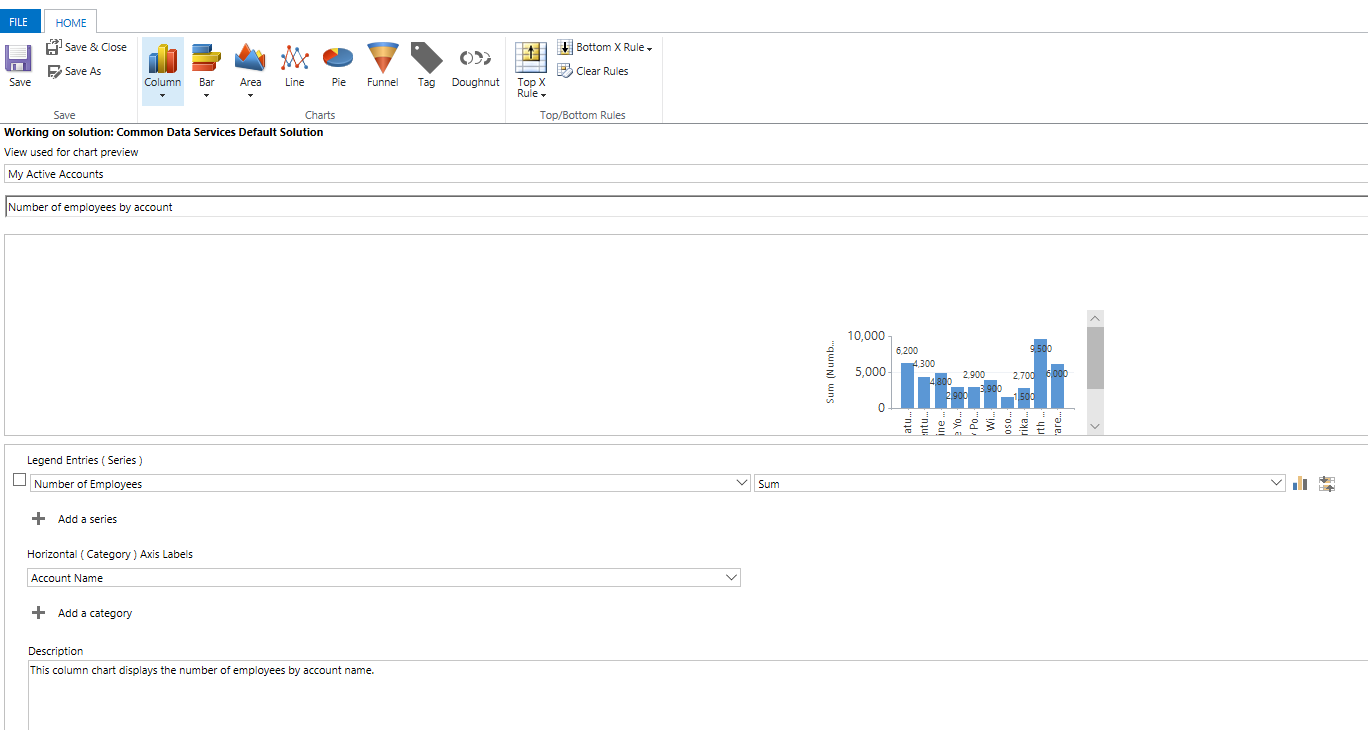 FILE
HOME
Save
Save & Close
Save As
Save
Column
Bar
Area
Line
Pie
Funnel
Tag
Doughnut
Charts
Top X
Rule
Bottom X Rule
Clear Rules
Top/Bottom Rules
Working on solution: Common Data Services Default Solution
View used for chart preview
My Active Accounts
Number of employees by account
Sum (Numb...
10,000
5,000
0
6,200
4,300
4,800
2,900
2,900
3,900
1,500
2,700
9,500
6,000
atu...
entu...
ine ...
e Yo...
y Po...
Wi...
oso...
rika...
rth ...
are...
Legend Entries ( Series )
Number of Employees
Sum
Add a series
Horizontal ( Category ) Axis Labels
Account Name
Add a category
Description
This column chart displays the number of employees by account name.